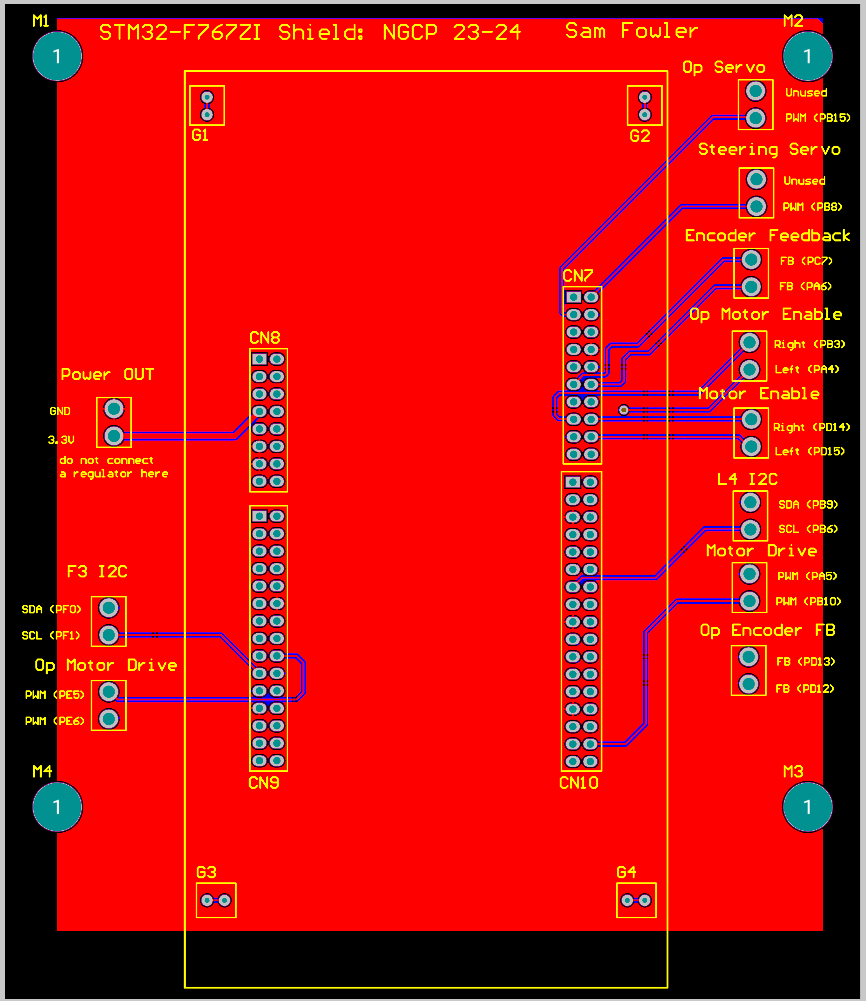 M1
M2
STM32-F767ZI Shield: NGCP 23-24
Sam Fowler
1
1
Op Servo
Unused
PWM (PB15)
G1
G2
Steering Servo
Unused
PWM (PB8)
Encoder Feedback
FB (PC7)
FB (PA6)
CN7
Op Motor Enable
Right (PB3)
Left (PA4)
CN8
Power OUT
GND
3.3V
do not connect
a regulator here
Motor Enable
Right (PD14)
Left (PD15)
L4 I2C
SDA (PB9)
SCL (PB6)
Motor Drive
PWM (PA5)
PWM (PB10)
F3 I2C
SDA (PF0)
SCL (PF1)
Op Encoder FB
FB (PD13)
FB (PD12)
Op Motor Drive
PWM (PE5)
PWM (PE6)
M4
M3
CN9
CN10
1
1
G3
G4